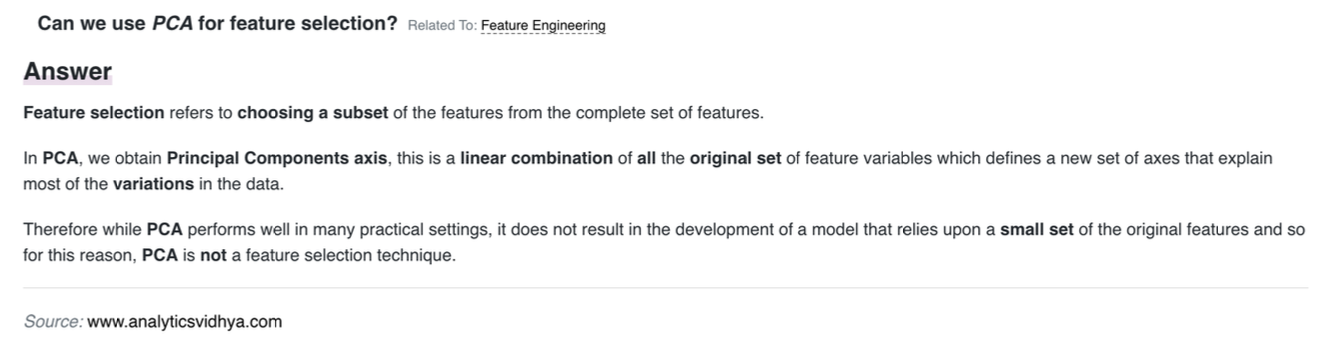 Can we use PCA for feature selection? Related To: Feature Engineering
Answer
Feature selection refers to choosing a subset of the features from the complete set of features.
In PCA, we obtain Principal Components axis, this is a linear combination of all the original set of feature variables which defines a new set of axes that explain
most of the variations in the data.
Therefore while PCA performs well in many practical settings, it does not result in the development of a model that relies upon a small set of the original features and so
for this reason, PCA is not a feature selection technique.
Source: www.analyticsvidhya.com